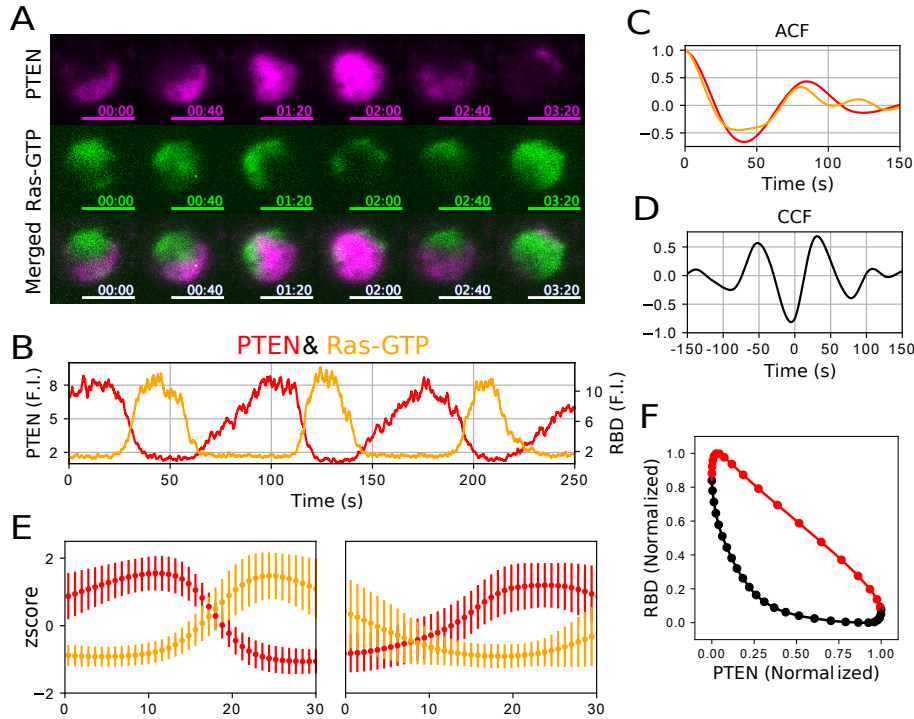 A
PTEN
00:00 00:40 01:20 02:00 02:40 03:20
Ras-GTP
00:00 00:40 01:20 02:00 02:40 03:20
Merged
00:00 00:40 01:20 02:00 02:40 03:20
B
PTEN& Ras-GTP
PTEN (F.I.)
8
5
2
RBD (F.I.)
10
6
2
0 50 100 150 200 250
Time (s)
C
ACF
1.0
0.5
0.0
−0.5
0 50 100 150
Time (s)
D
CCF
0.5
0.0
−0.5
−1.0
-150 -100 -50 0 50 100 150
Time (s)
E
zscore
2
0
−2
0 10 20 30
0 10 20 30
F
RBD (Normalized)
1.0
0.8
0.6
0.4
0.2
0.0
0.00 0.25 0.50 0.75 1.00
PTEN (Normalized)